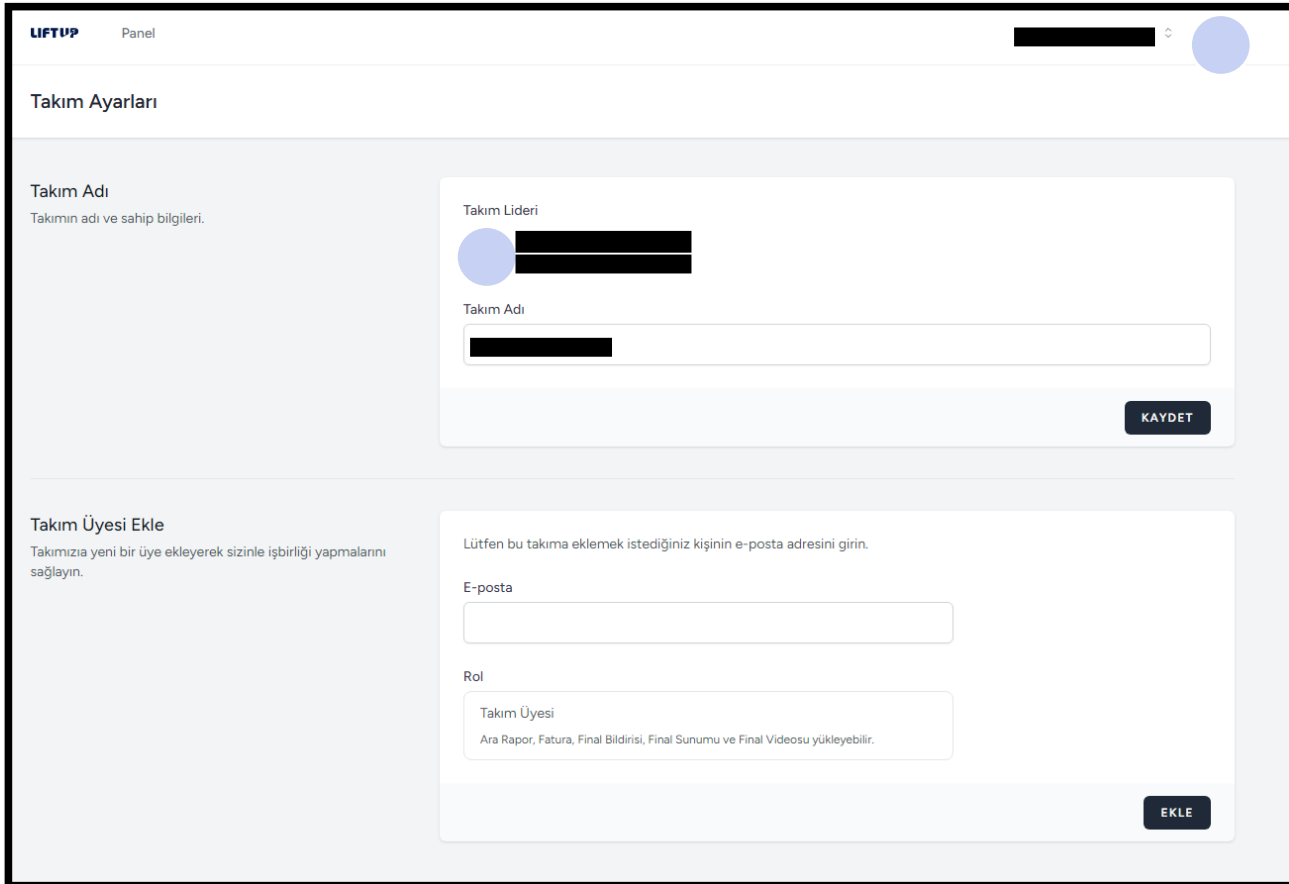 LIFTUP
Panel
Takım Ayarları
Takım Adı
Takımın adı ve sahip bilgileri.
Takım Lideri
Takım Adı
KAYDET
Takım Üyesi Ekle
Takımızıa yeni bir üye ekleyerek sizinle işbirliği yapmalarını
sağlayın.
Lütfen bu takıma eklemek istediğiniz kişinin e-posta adresini girin.
E-posta
Rol
Takım Üyesi
Ara Rapor, Fatura, Final Bildirisi, Final Sunumu ve Final Videosu yükleyebilir.
EKLE